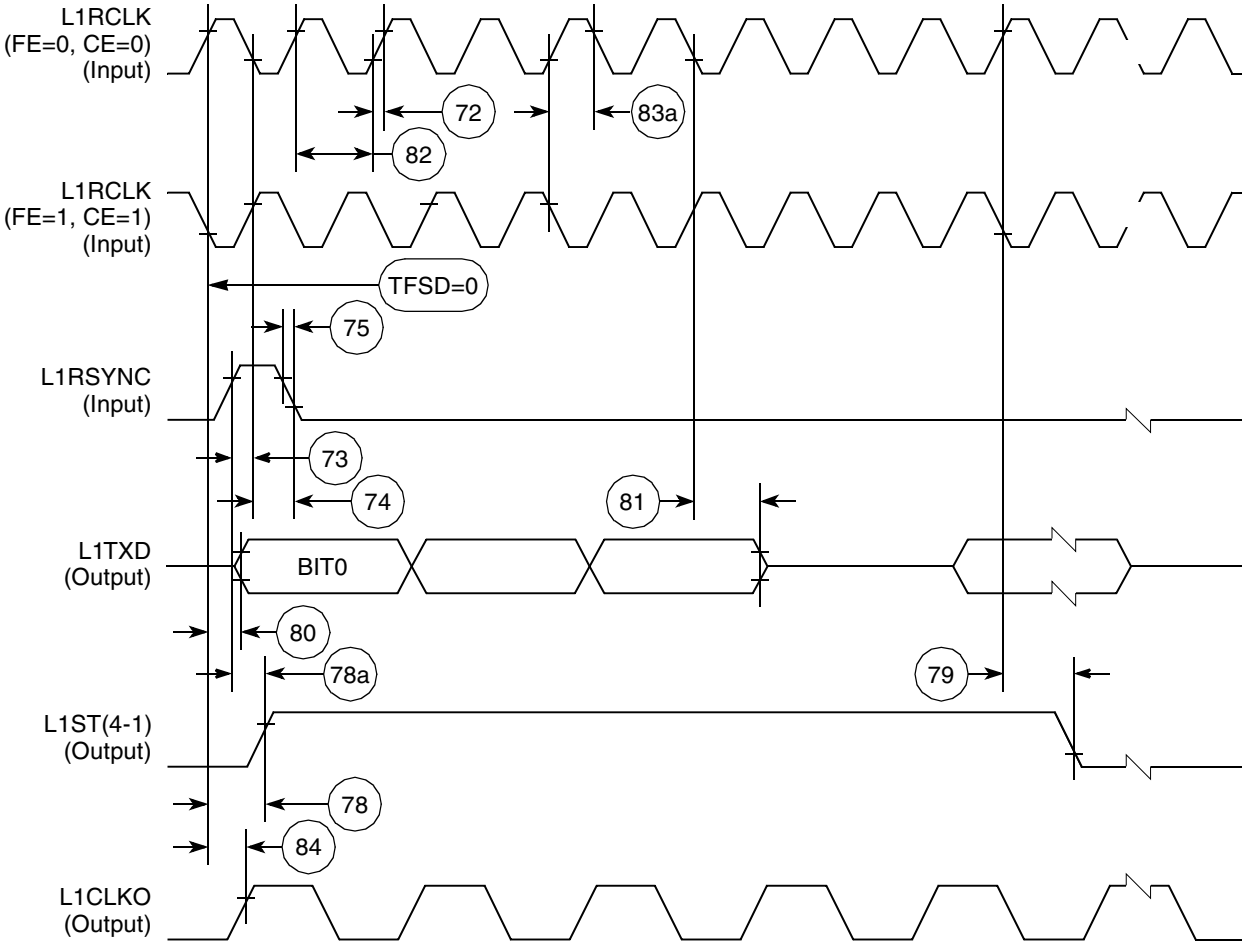 L1RCLK
(FE=0, CE=0)
(Input)
72
83a
82
L1RCLK
(FE=1, CE=1)
(Input)
TFSD=0
75
L1RSYNC
(Input)
73
74
81
L1TXD
(Output)
BIT0
80
78a
79
L1ST(4-1)
(Output)
78
84
L1CLKO
(Output)